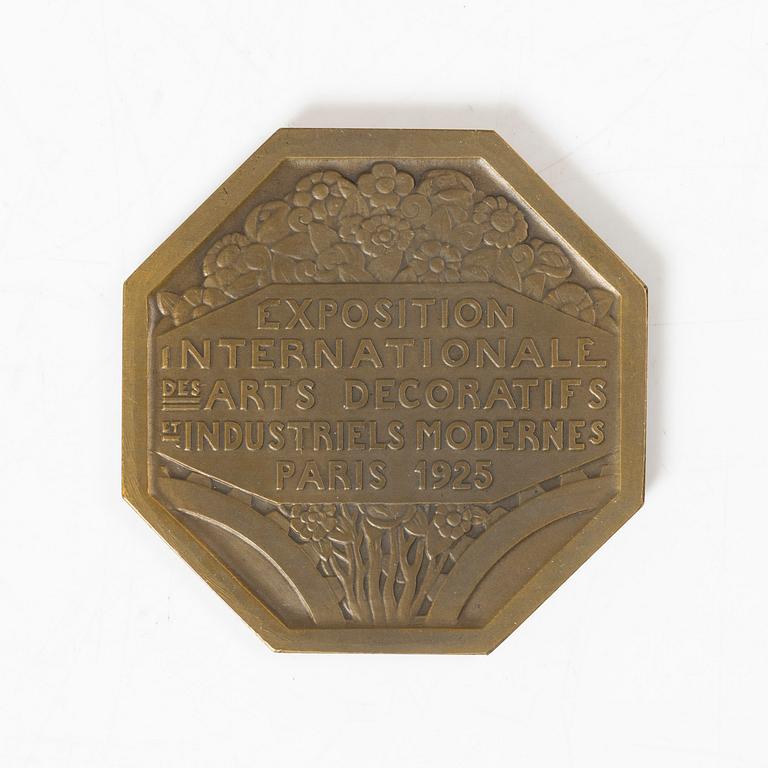 EXPOSITION
INTERNATIONALE
DES ARTS DECORATIFS
ET INDUSTRIELS MODERNES
PARIS 1925